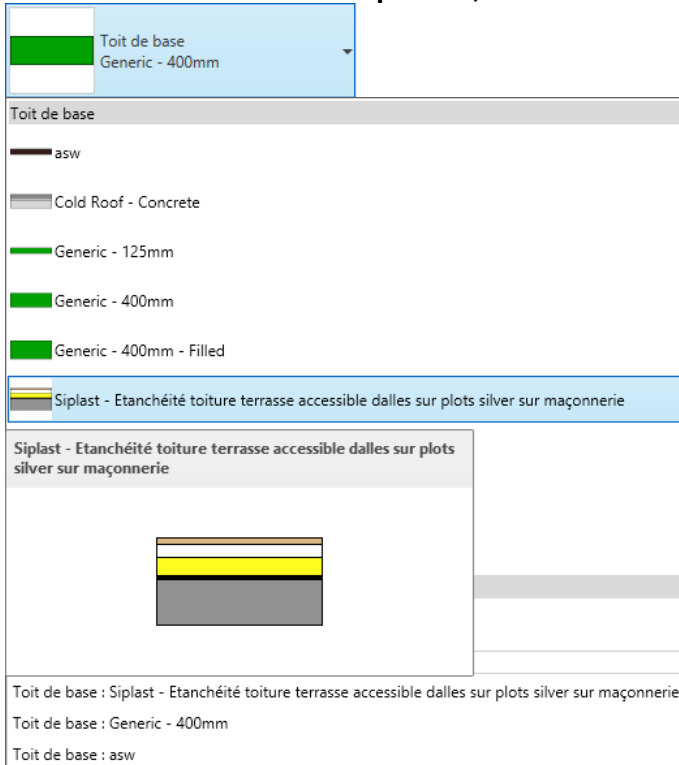 Toit de base
Generic - 400mm
Toit de base
asw
Cold Roof - Concrete
Generic - 125mm
Generic - 400mm
Generic - 400mm - Filled
Siplast - Etanchéité toiture terrasse accessible dalles sur plots silver sur maçonnerie
Siplast - Etanchéité toiture terrasse accessible dalles sur plots
silver sur maçonnerie
Toit de base : Siplast - Etanchéité toiture terrasse accessible dalles sur plots silver sur maçonnerie
Toit de base : Generic - 400mm
Toit de base : asw